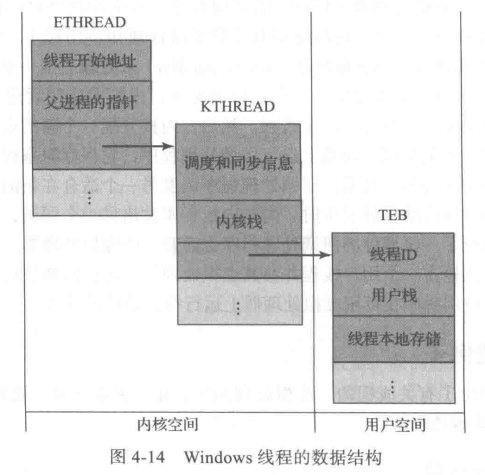 ETHREAD
线程开始地址
父进程的指针
⋮
KTHREAD
调度和同步信息
内核栈
⋮
TEB
线程ID
用户栈
线程本地存储
⋮
内核空间
用户空间
图 4-14 Windows 线程的数据结构